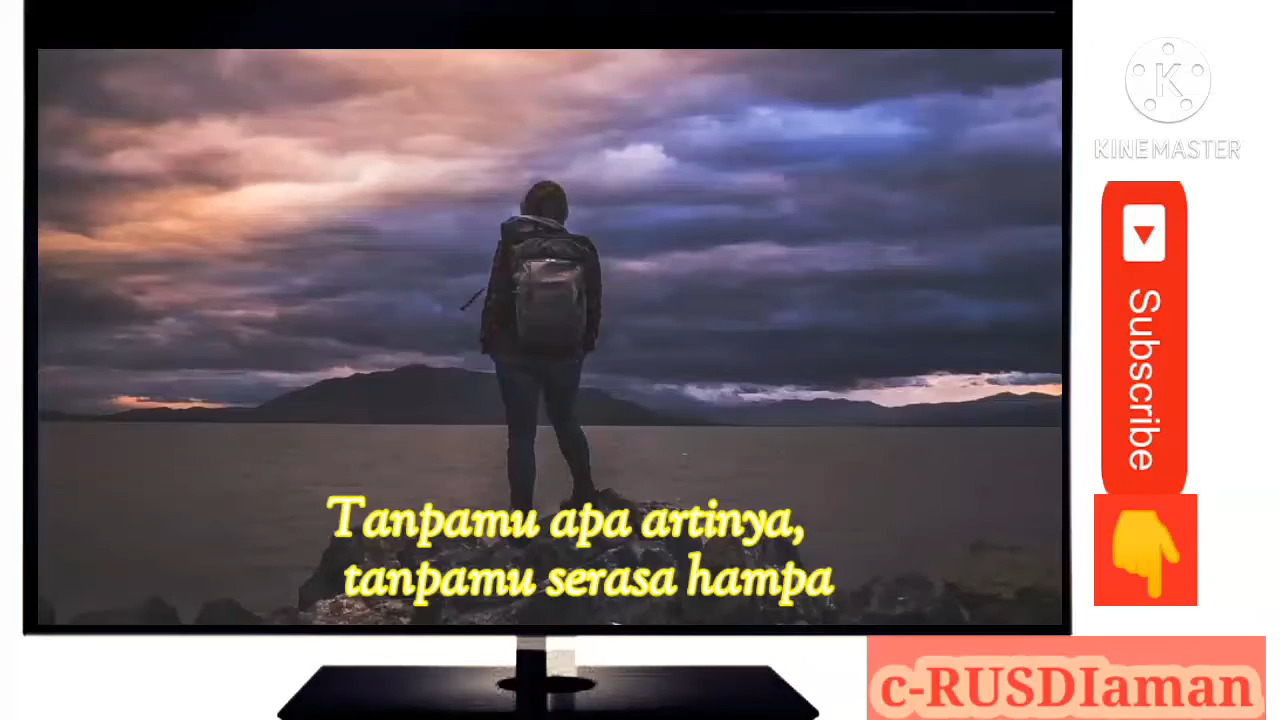 K
KINEMASTER
Subscribe
Tanpamu apa artinya,
tanpamu serasa hampa
c-RUSDIaman